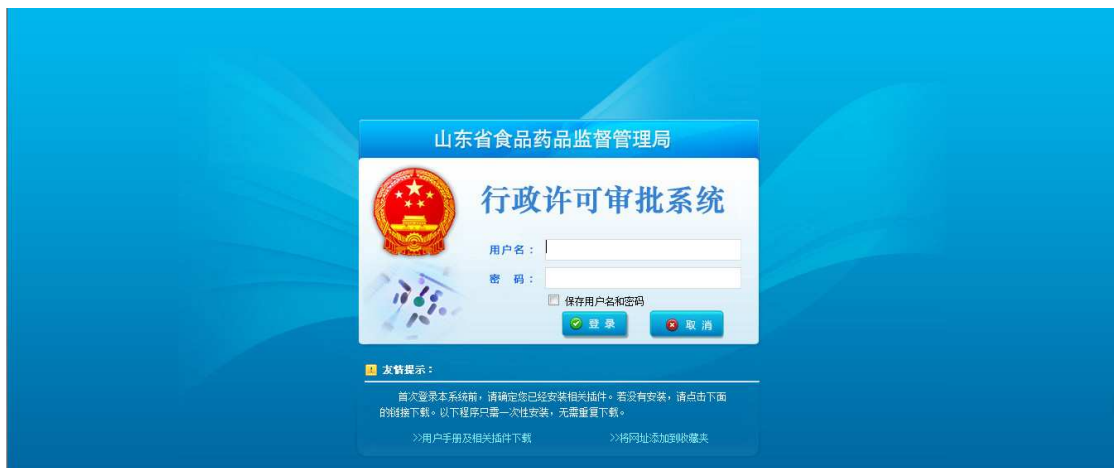 山东省食品药品监督管理局
行政许可审批系统
用户名：
密 码：
保存用户名和密码
登 录 取 消
友情提示：
首次登录本系统前，请确定您已经安装相关插件。若没有安装，请点击下面
的链接下载。以下程序只需一次性安装，无需重复下载。
>>用户手册及相关插件下载 >>将网址添加到收藏夹